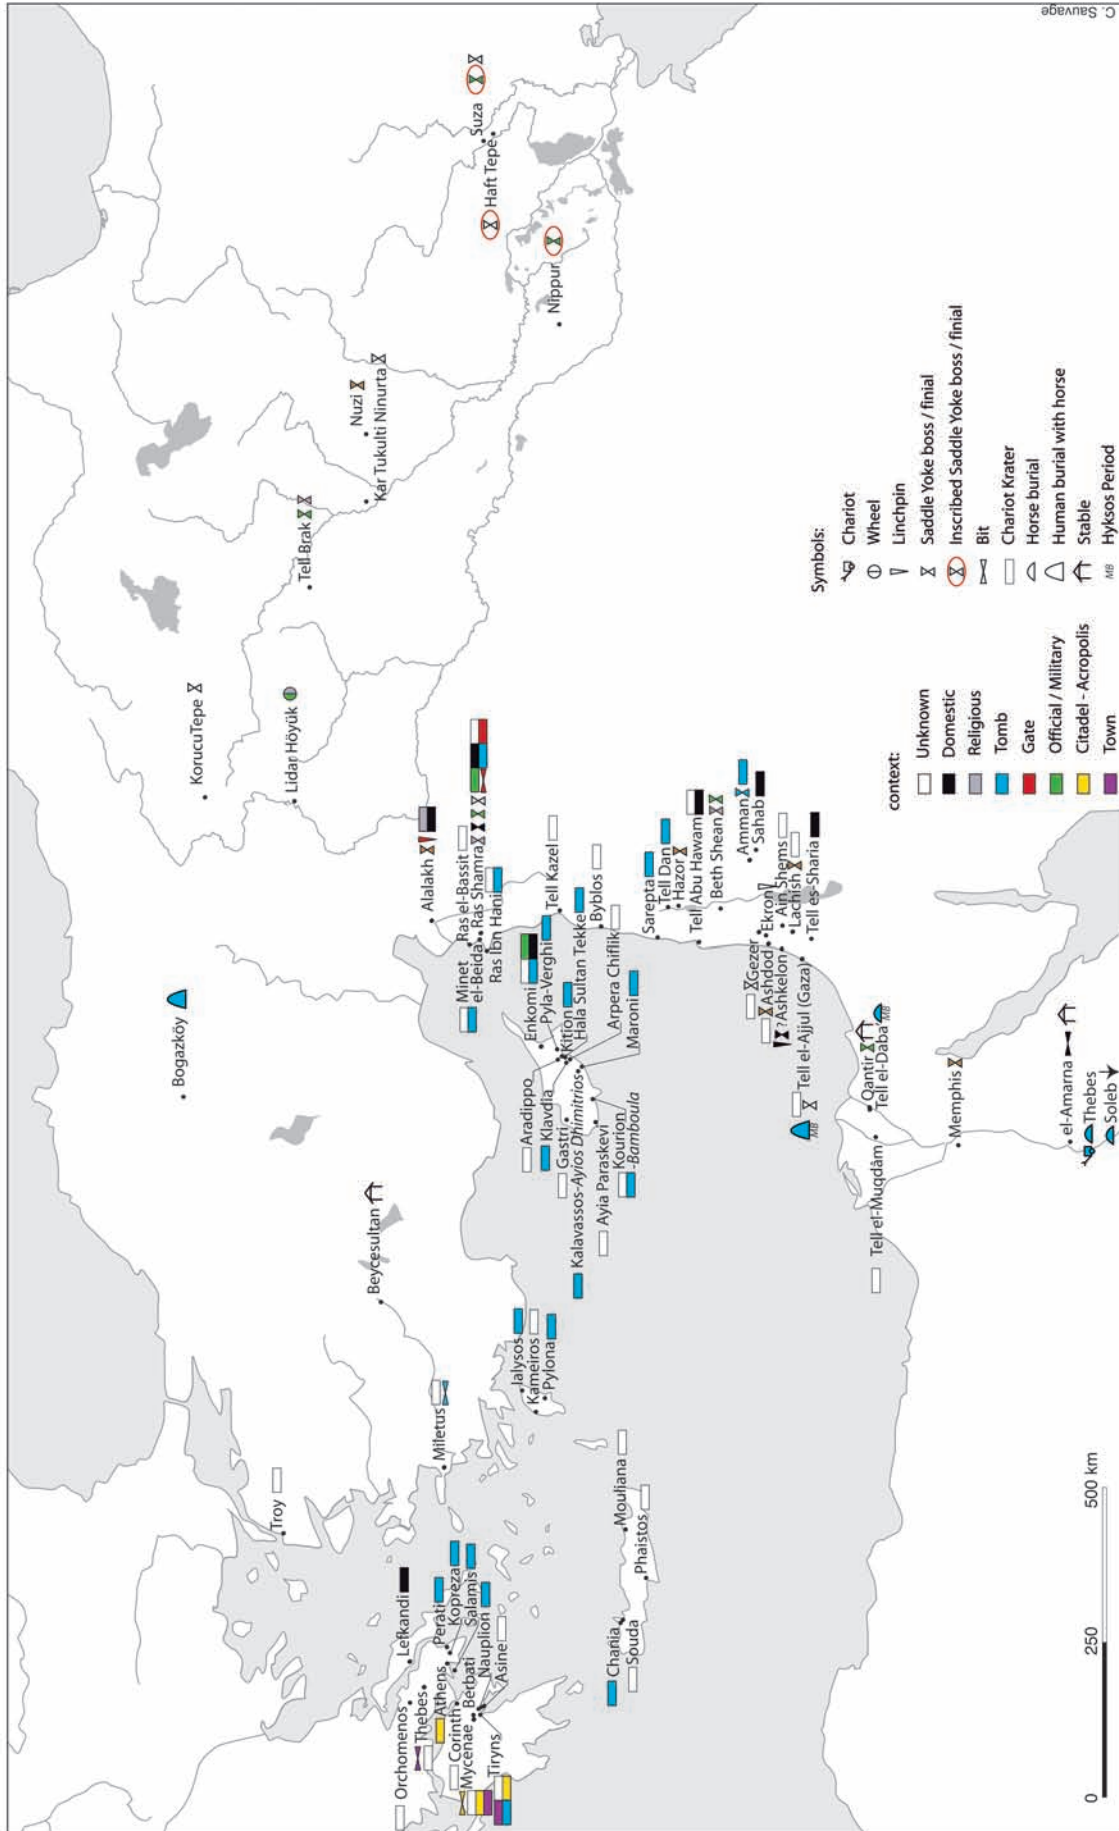 C. Sauvage
Suza
Haft Tepe
Nippur
Nuzi
Kar Tukulti Ninurta
Tell Brak
KorucuTepe
Lidar Höyük
Bogazköy
Beycesultan
Troy
Miletus
Alalakh
Ras el-Bassit
Ras Shamra
Minet
el-Beida
Ras Ibn Hani
Tell Kazel
Enkomi
Pyla-Verghi
Kition
Hala Sultan Tekke
Byblos
Arpera Chiflik
Maroni
Aradippo
Klavdia
Gastri
Kalavassos-Ayios Dhimitrios
Ayia Paraskevi
Kourion
-Bamboula
Ialysos
Kameiros
Pylona
Sarepta
Tell Dan
Hazor
Tell Abu Hawam
Beth Shean
Amman
Sahab
Gezer
Ekron
Ashdod
Ain Shems
? Ashkelon
Lachish
Tell el-Ajjul (Gaza)
Tell es-Sharia
MB
Qantir
Tell el-Daba'
MB
Tell el-Muqdâm
Memphis
el-Amarna
Thebes
Soleb
Orchomenos
Thebes
Athens
Corinth
Mycenae
Berbati
Tiryns
Lefkandi
Perati
Kopreza
Salamis
Nauplion
Asine
Chania
Souda
Mouliana
Phaistos
0 250 500 km
context:
Unknown
Domestic
Religious
Tomb
Gate
Official / Military
Citadel - Acropolis
Town
Symbols:
Chariot
Wheel
Linchpin
Saddle Yoke boss / finial
Inscribed Saddle Yoke boss / finial
Bit
Chariot Krater
Horse burial
Human burial with horse
Stable
MB Hyksos Period